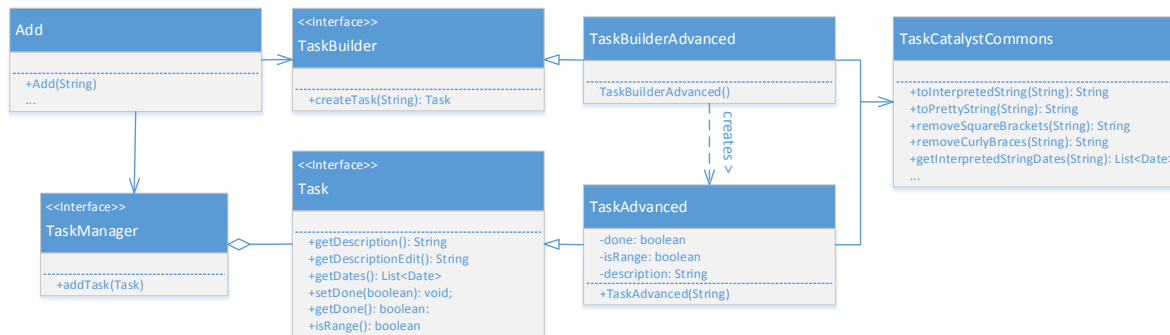 Add
+Add(String)
...
<<Interface>>
TaskBuilder
+createTask(String): Task
TaskBuilderAdvanced
TaskBuilderAdvanced()
TaskCatalystCommons
+toInterpretedString(String): String
+toPrettyString(String): String
+removeSquareBrackets(String): String
+removeCurlyBraces(String): String
+getInterpretedStringDates(String): List<Date>
...
creates >
<<Interface>>
TaskManager
+addTask(Task)
<<Interface>>
Task
+getDescription(): String
+getDescriptionEdit(): String
+getDates(): List<Date>
+setDone(boolean): void;
+getDone(): boolean:
+isRange(): boolean
TaskAdvanced
-done: boolean
-isRange: boolean
-description: String
+TaskAdvanced(String)